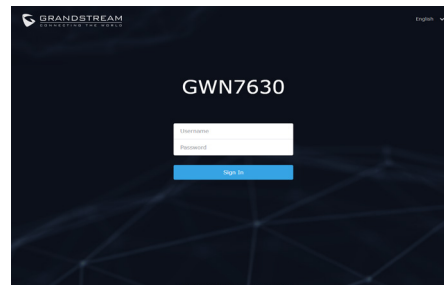 GRANDSTREAM
CONNECTING THE WORLD
English
GWN7630
Username
Password
Sign In